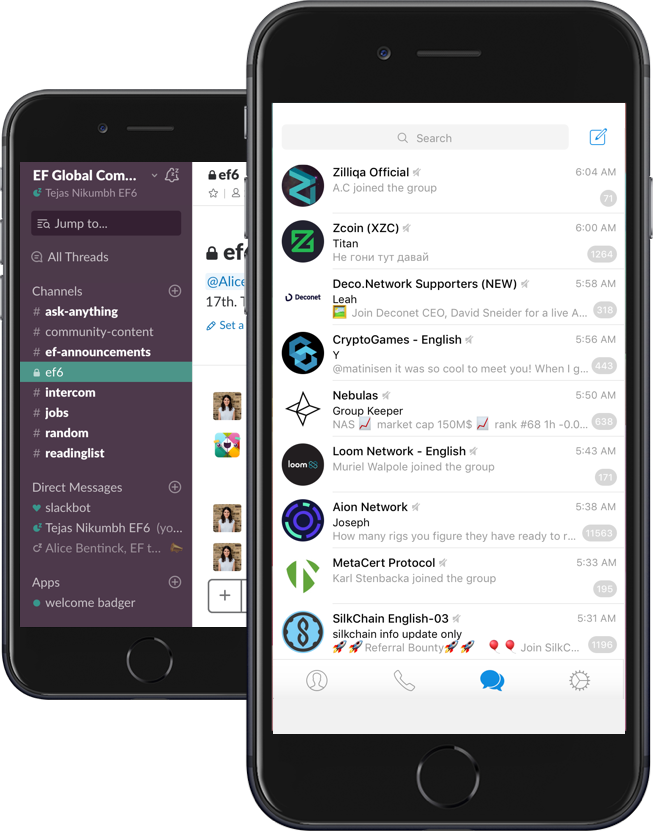 EF Global Com...
Tejas Nikumbh EF6
Jump to...
All Threads
Channels
# ask-anything
# community-content
# ef-announcements
ef6
# intercom
# jobs
# random
# readinglist
Direct Messages
slackbot
Tejas Nikumbh EF6 (yo...
Alice Bentinck, EF t...
Apps
welcome badger
ef6
ef
@Alice
17th. T
Set a
Search
Zilliqa Official 6:04 AM
A.C joined the group
71
Zcoin (XZC) 6:00 AM
Titan
Не гони тут давай 1264
Deconet
Deco.Network Supporters (NEW) 5:58 AM
Leah
Join Deconet CEO, David Sneider for a live A... 318
CryptoGames - English 5:56 AM
Y
@matinisen it was so cool to meet you! When I g... 443
Nebulas 5:50 AM
Group Keeper
NAS 📈 market cap 150M$ 📈 rank #68 1h -0.0... 638
loom
Loom Network - English 5:43 AM
Muriel Walpole joined the group
171
Aion Network 5:38 AM
Joseph
How many rigs you figure they have ready to r... 11563
MetaCert Protocol 5:33 AM
Karl Stenbacka joined the group
195
SilkChain English-03 5:31 AM
silkchain info update only
🚀🚀Referral Bounty🚀🚀 🎈🎈 Join SilkC... 1196